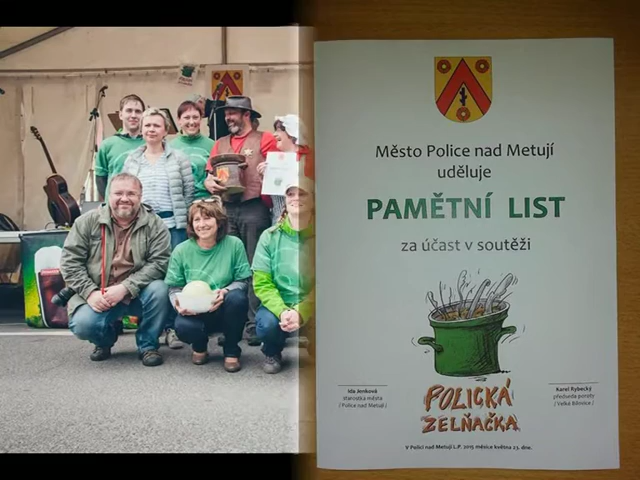 Město Police nad Metují
uděluje
PAMĚTNÍ LIST
za účast v soutěži
POLICKÁ
ZELŇAČKA
Ida Jenková
starostka města
/ Police nad Metují /
Karel Rybecký
předseda poroty
/ Velká Bíteš /
V Polici nad Metují L.P. 2015 měsíce května 23. dne.